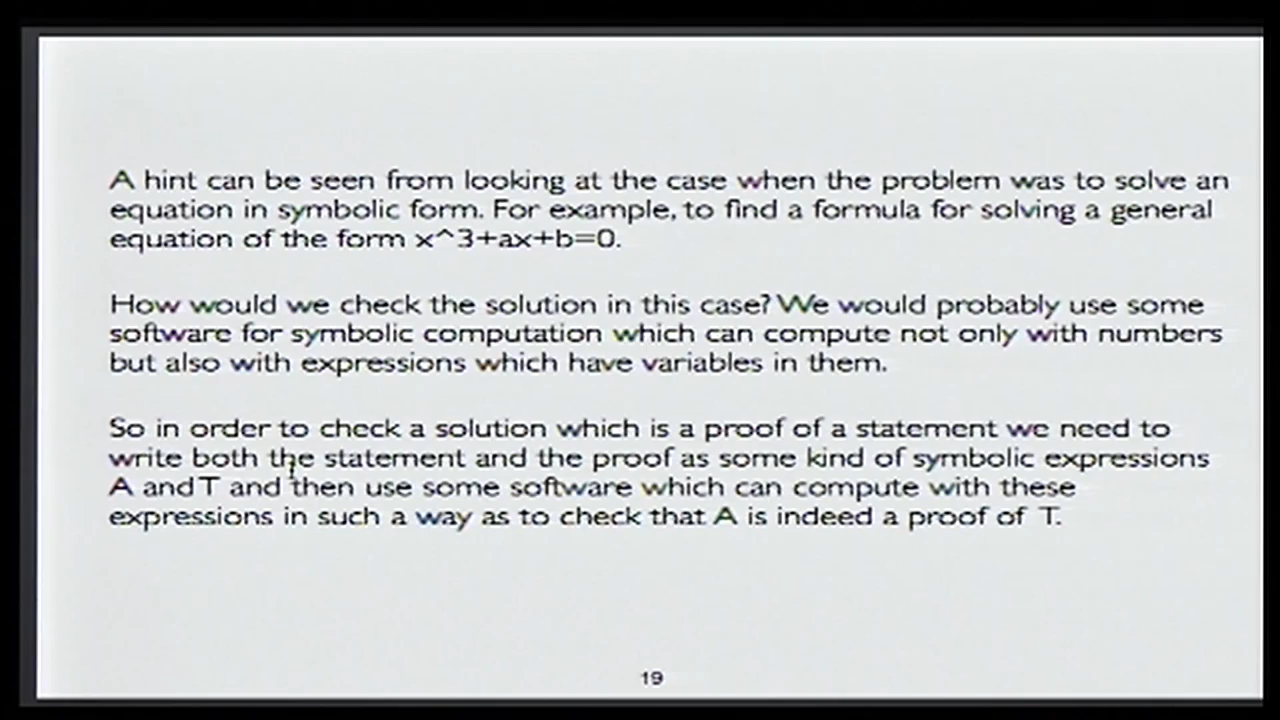 A hint can be seen from looking at the case when the problem was to solve an
equation in symbolic form. For example, to find a formula for solving a general
equation of the form x^3+ax+b=0.
How would we check the solution in this case? We would probably use some
software for symbolic computation which can compute not only with numbers
but also with expressions which have variables in them.
So in order to check a solution which is a proof of a statement we need to
write both the statement and the proof as some kind of symbolic expressions
A and T and then use some software which can compute with these
expressions in such a way as to check that A is indeed a proof of T.
19